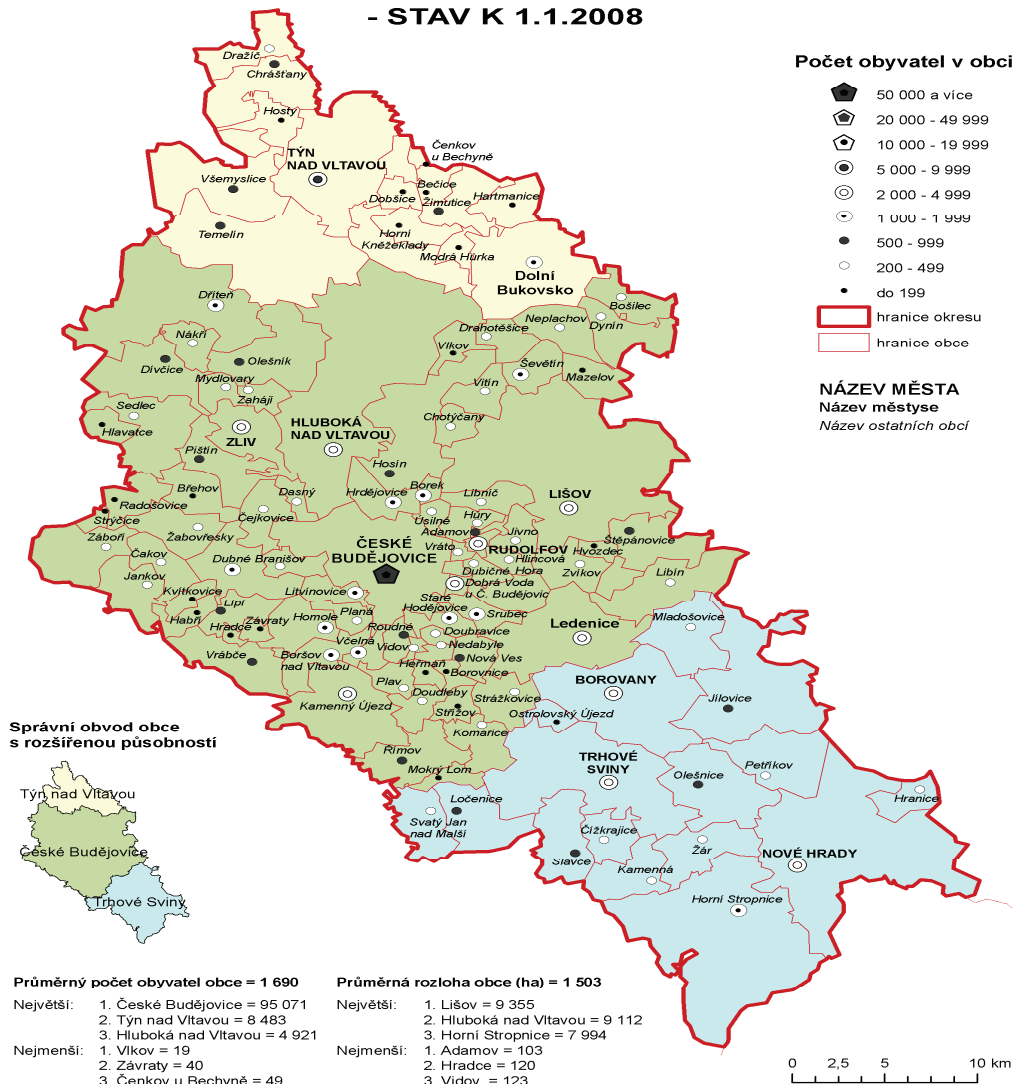 - STAV K 1.1.2008
Počet obyvatel v obci
50 000 a více
20 000 - 49 999
10 000 - 19 999
5 000 - 9 999
2 000 - 4 999
1 000 - 1 999
500 - 999
200 - 499
do 199
hranice okresu
hranice obce
NÁZEV MĚSTA
Název městyse
Název ostatních obcí
Dražíč
Chrášťany
Hosty
TÝN
NAD VLTAVOU
Čenkov
u Bechyně
Všemyslice
Bečice
Dobšice
Žimutice
Hartmanice
Temelín
Horní
Kněžeklady
Modrá Hůrka
Dolní
Bukovsko
Dříteň
Bošilec
Neplachov
Dynín
Drahotěšice
Nákří
Vlkov
Ševětín
Olešník
Divčice
Mazelov
Mydlovary
Zahájí
Vitín
Sedlec
Chotýčany
Hlavatce
HLUBOKÁ
NAD VLTAVOU
ZLIV
Pištín
Hosín
Břehov
Dasný
Hrdějovice
Borek
Libníč
LIŠOV
Radošovice
Strýčice
Čejkovice
Úsilné
Hůry
Záboří
Žabovřesky
Adamov
Jivno
Štěpánovice
ČESKÉ
BUDĚJOVICE
Vráto
RUDOLFOV
Hvozdec
Čakov
Dubné
Branišov
Hlincová
Hora
Dubičné
Zvíkov
Libín
Jankov
Dobrá Voda
u Č. Budějovic
Kvítkovice
Litvínovice
Lipí
Staré
Hodějovice
Habří
Planá
Srubec
Mladošovice
Hradce
Závraty
Homole
Roudné
Doubravice
Ledenice
Včelná
Vidov
Nedabyle
Vrábče
Boršov
nad Vltavou
Nová Ves
Heřmaň
Borovnice
BOROVANY
Plav
Doudleby
Strážkovice
Kamenný Újezd
Střížov
Ostrolovský Újezd
Jílovice
Komařice
Správní obvod obce
s rozšířenou působností
Římov
TRHOVÉ
SVINY
Petříkov
Mokrý Lom
Olešnice
Týn nad Vltavou
Hranice
Ločenice
Svatý Jan
nad Malší
Čížkrajice
České Budějovice
Žár
NOVÉ HRADY
Slavče
Kamenná
Trhové Sviny
Horní Stropnice
Průměrný počet obyvatel obce = 1 690
Největší: 1. České Budějovice = 95 071
2. Týn nad Vltavou = 8 483
3. Hluboká nad Vltavou = 4 921
Nejmenší: 1. Vlkov = 19
2. Závraty = 40
3. Čenkov u Bechyně = 49
Průměrná rozloha obce (ha) = 1 503
Největší: 1. Lišov = 9 355
2. Hluboká nad Vltavou = 9 112
3. Horní Stropnice = 7 994
Nejmenší: 1. Adamov = 103
2. Hradce = 120
3. Vidov = 123
0 2,5 5 10 km